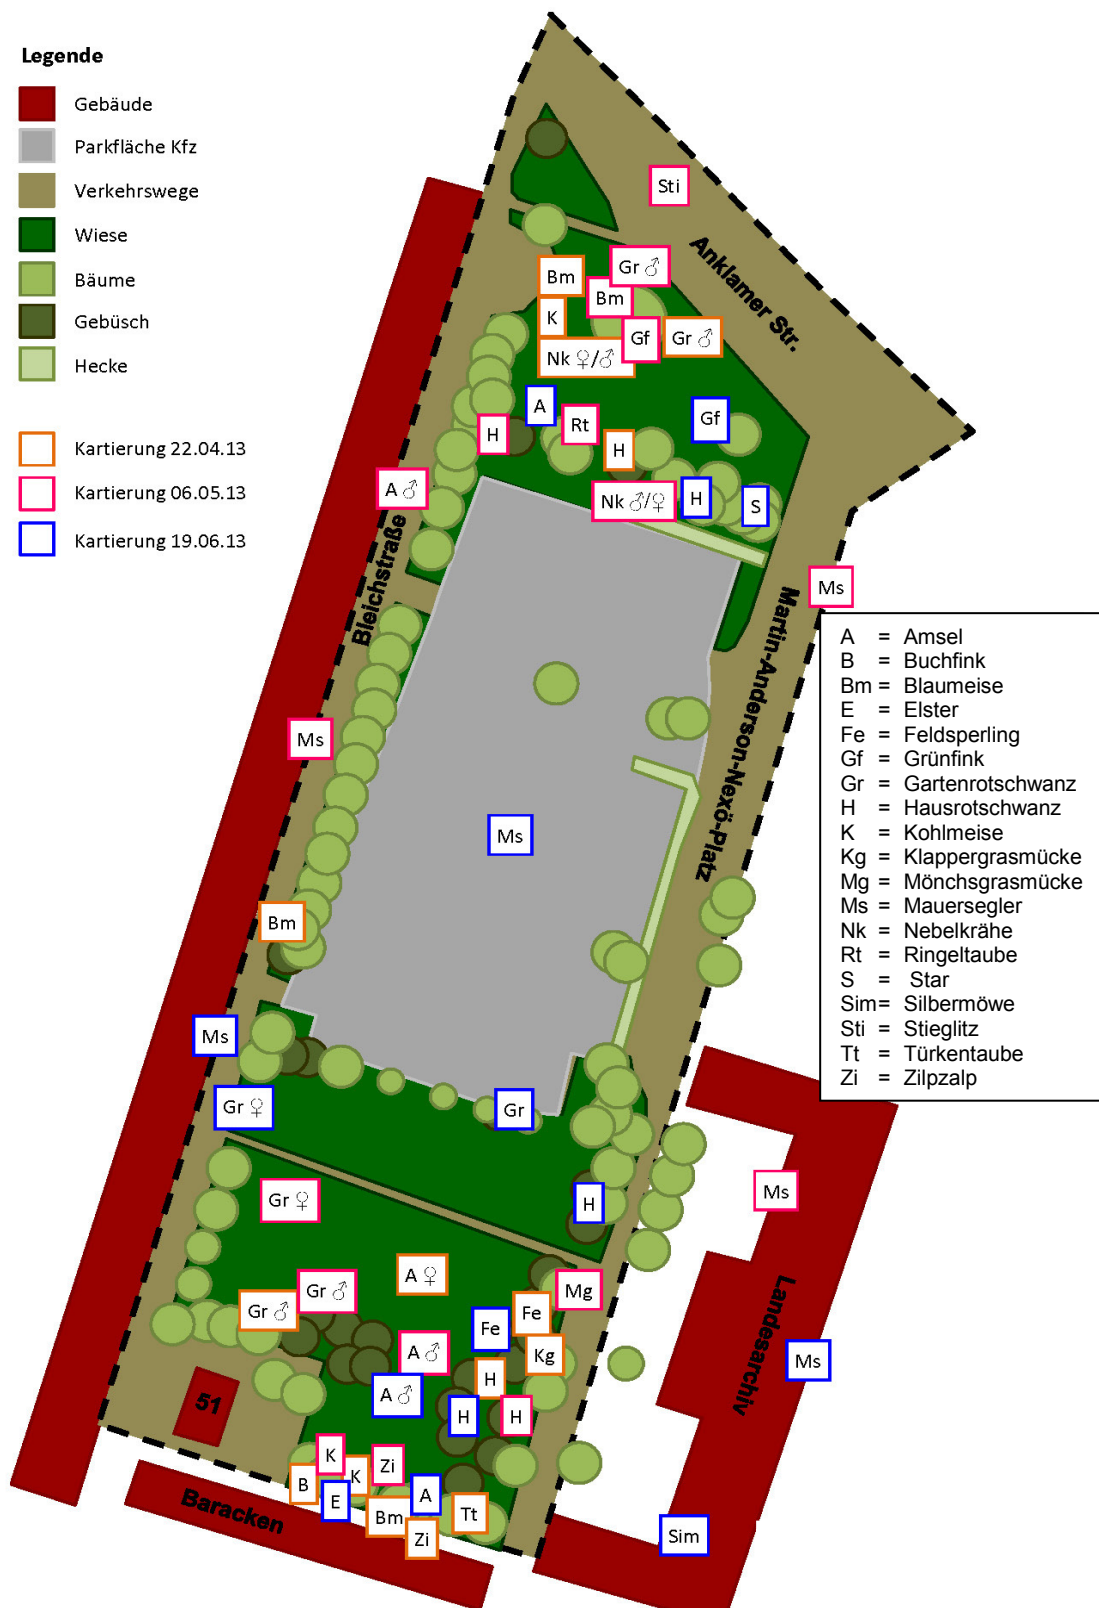 Legende
Gebäude
Parkfläche Kfz
Verkehrswege
Wiese
Bäume
Gebüsch
Hecke
Kartierung 22.04.13
Kartierung 06.05.13
Kartierung 19.06.13
Sti
Anklamer Str.
Gr ♂
Bm
Bm
K
Gf
Gr ♂
Nk ♀/♂
A
Rt
Gf
H
H
A ♂
Nk ♂/♀
H
S
Bleichstraße
Ms
Martin-Anderson-Nexö-Platz
A = Amsel
B = Buchfink
Bm = Blaumeise
E = Elster
Fe = Feldsperling
Gf = Grünfink
Gr = Gartenrotschwanz
H = Hausrotschwanz
K = Kohlmeise
Kg = Klappergrasmücke
Mg = Mönchsgrasmücke
Ms = Mauersegler
Nk = Nebelkrähe
Rt = Ringeltaube
S = Star
Sim = Silbermöwe
Sti = Stieglitz
Tt = Türkentaube
Zi = Zilpzalp
Ms
Ms
Bm
Ms
Gr ♀
Gr
Ms
Gr ♀
H
A ♀
Mg
Gr ♂
Gr ♂
Fe
Fe
Landesarchiv
A ♂
Kg
Ms
H
A ♂
51
H
H
K
Zi
K
B
E
A
Bm
Tt
Baracken
Zi
Sim